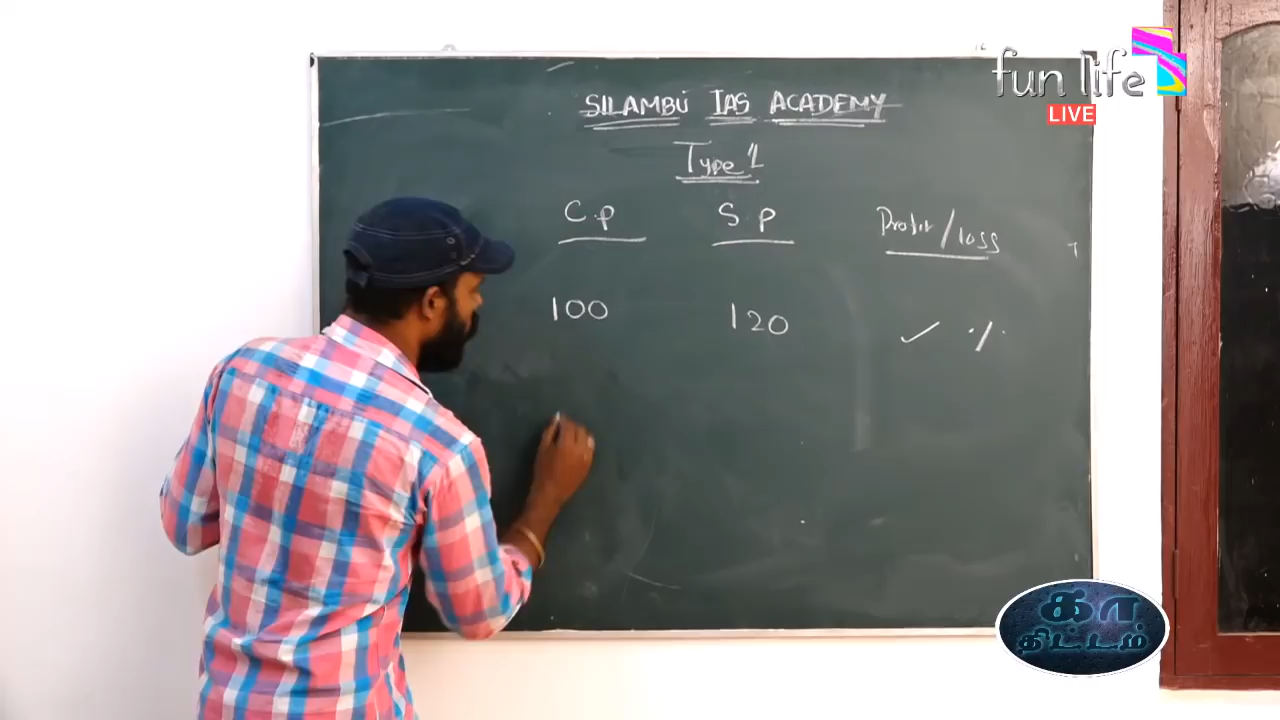 fun life
LIVE
SILAMBU IAS ACADEMY
Type 1
C.P S.P Profit/loss
100 120 ✓ %
கா
திட்டம்